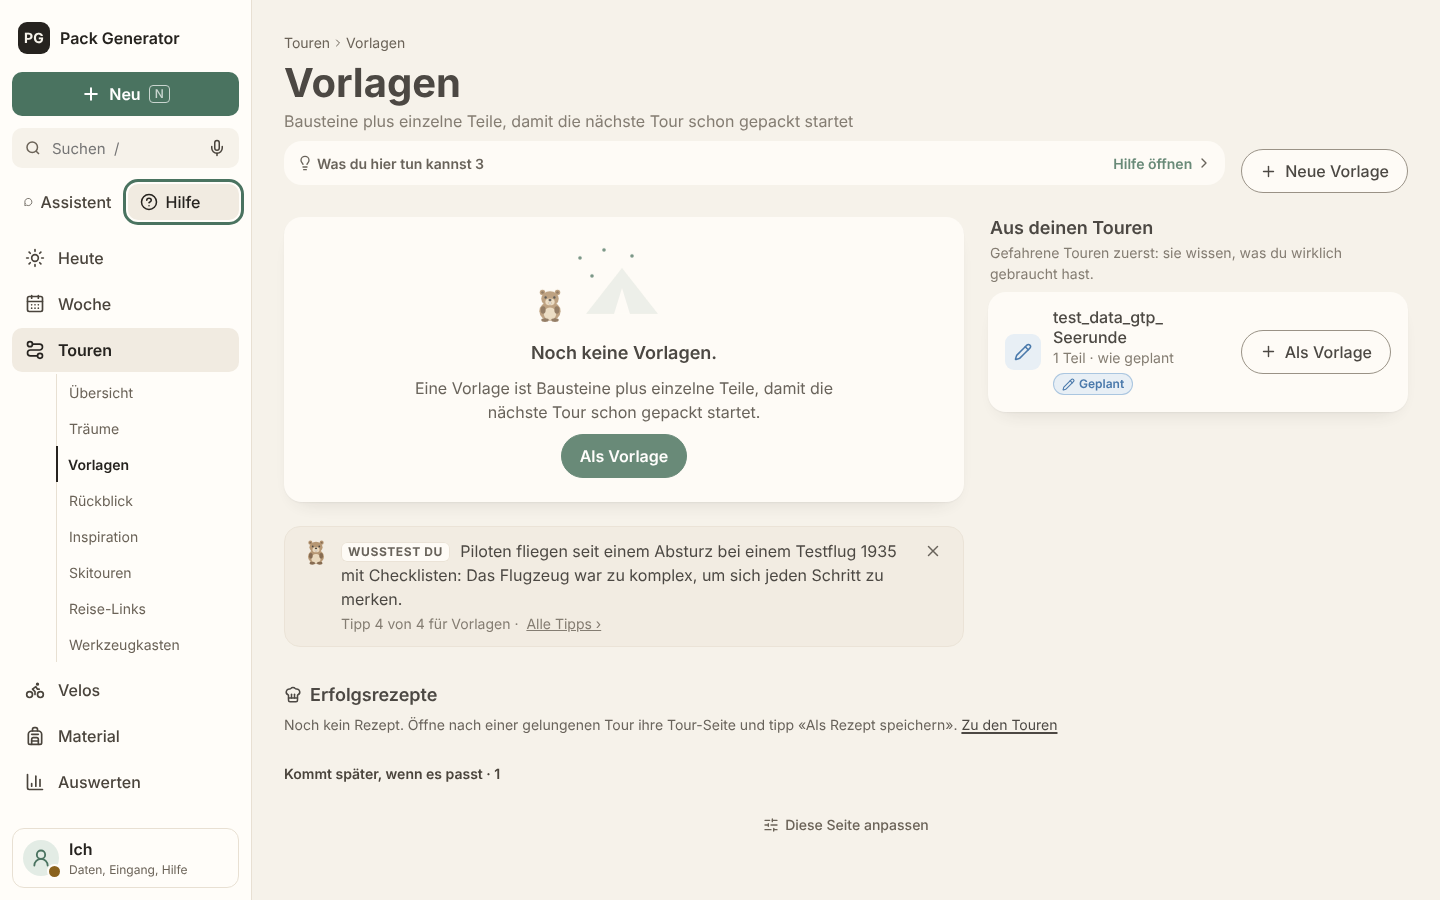 PG Pack Generator
Neu N
Suchen /
Assistent
Hilfe
Heute
Woche
Touren
Übersicht
Träume
Vorlagen
Rückblick
Inspiration
Skitouren
Reise-Links
Werkzeugkasten
Velos
Material
Auswerten
Ich
Daten, Eingang, Hilfe
Touren › Vorlagen
Vorlagen
Bausteine plus einzelne Teile, damit die nächste Tour schon gepackt startet
Was du hier tun kannst 3
Hilfe öffnen
Neue Vorlage
Noch keine Vorlagen.
Eine Vorlage ist Bausteine plus einzelne Teile, damit die
nächste Tour schon gepackt startet.
Als Vorlage
WUSSTEST DU Piloten fliegen seit einem Absturz bei einem Testflug 1935
mit Checklisten: Das Flugzeug war zu komplex, um sich jeden Schritt zu
merken.
Tipp 4 von 4 für Vorlagen · Alle Tipps ›
Aus deinen Touren
Gefahrene Touren zuerst: sie wissen, was du wirklich
gebraucht hast.
test_data_gtp_
Seerunde
1 Teil · wie geplant
Geplant
Als Vorlage
Erfolgsrezepte
Noch kein Rezept. Öffne nach einer gelungenen Tour ihre Tour-Seite und tipp «Als Rezept speichern». Zu den Touren
Kommt später, wenn es passt · 1
Diese Seite anpassen